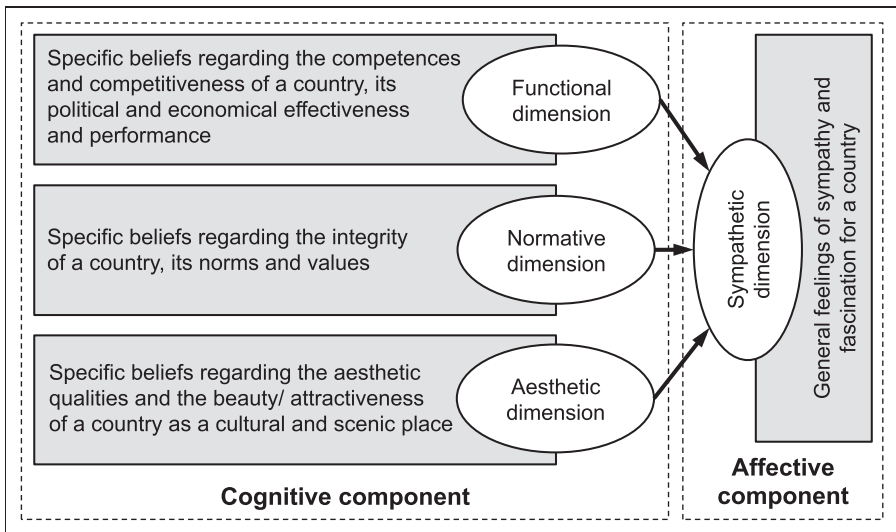 Specific beliefs regarding the competences
and competitiveness of a country, its
political and economical effectiveness
and performance
Functional
dimension
Specific beliefs regarding the integrity
of a country, its norms and values
Normative
dimension
Specific beliefs regarding the aesthetic
qualities and the beauty/ attractiveness
of a country as a cultural and scenic place
Aesthetic
dimension
Cognitive component
Sympathetic
dimension
General feelings of sympathy and
fascination for a country
Affective
component